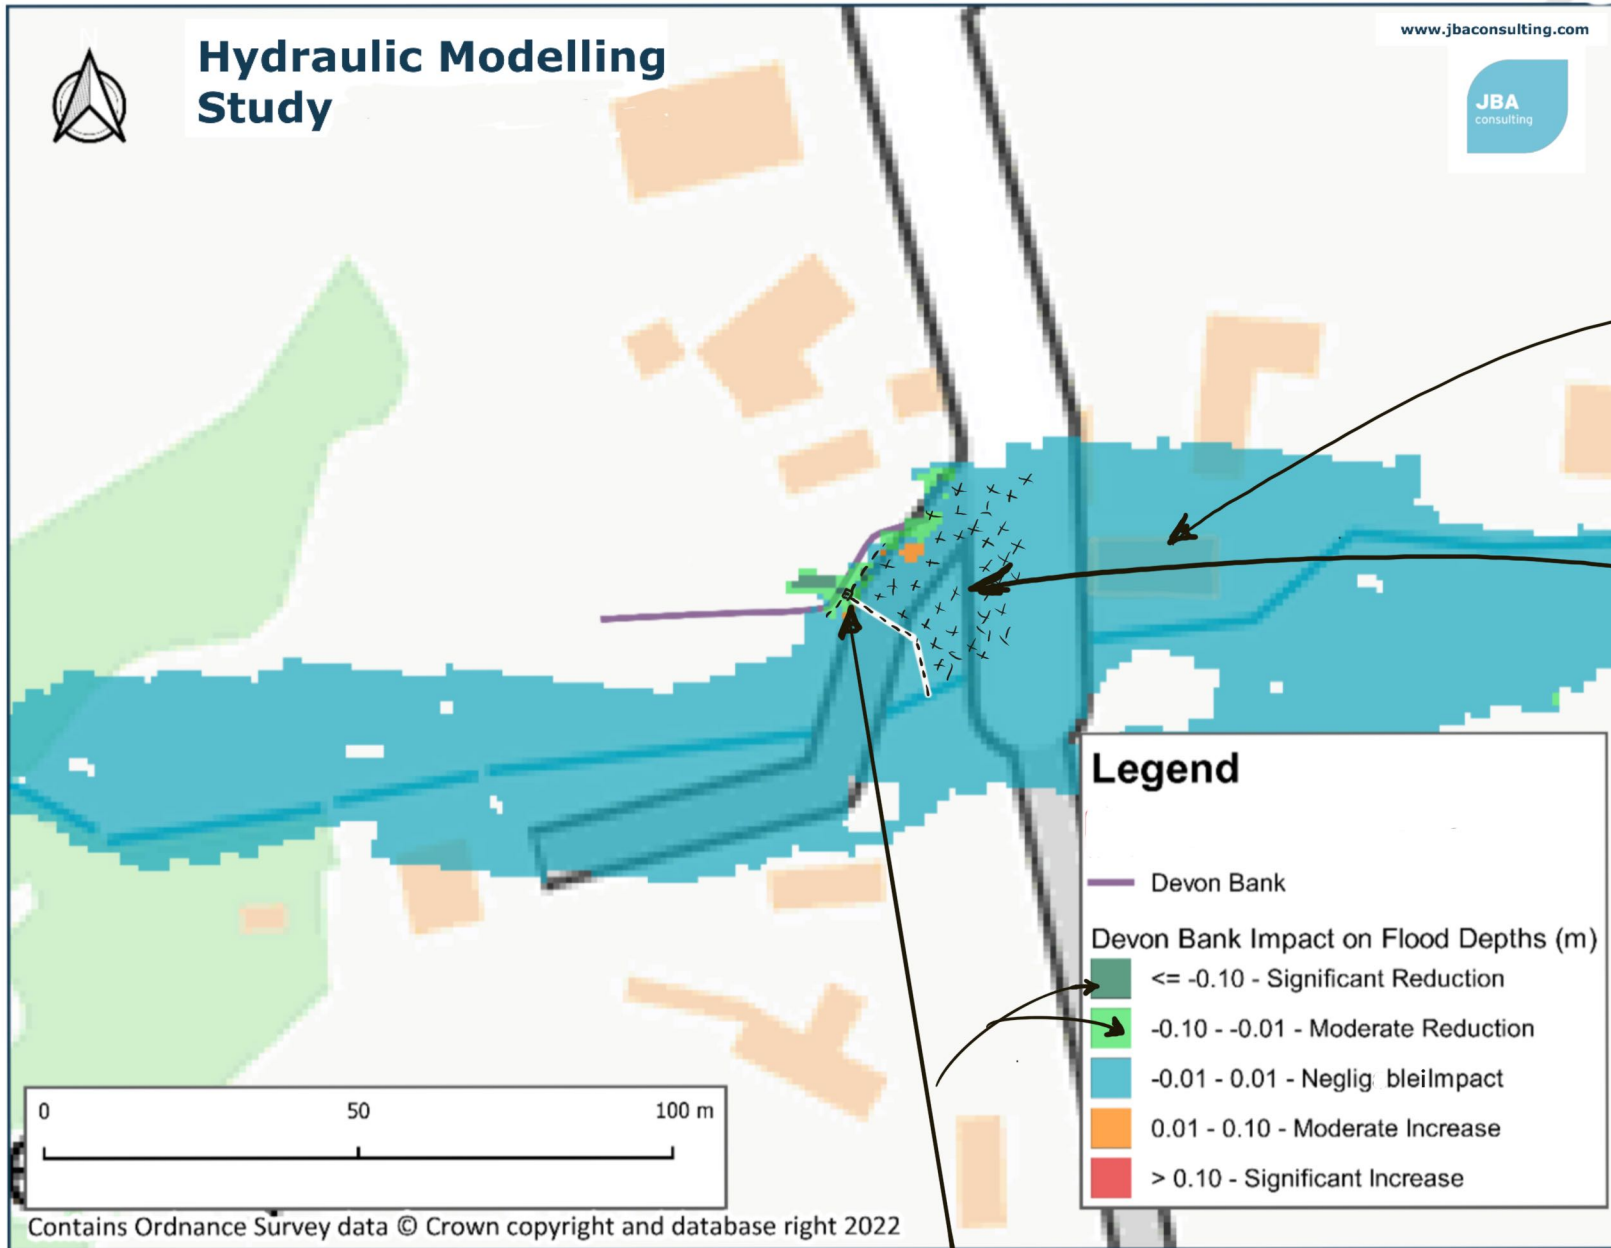 Hydraulic Modelling
Study
www.jbaconsulting.com
JBA
consulting
Legend
Devon Bank
Devon Bank Impact on Flood Depths (m)
<= -0.10 - Significant Reduction
-0.10 - -0.01 - Moderate Reduction
-0.01 - 0.01 - Neglig bleiImpact
0.01 - 0.10 - Moderate Increase
> 0.10 - Significant Increase
0 50 100 m
Contains Ordnance Survey data © Crown copyright and database right 2022